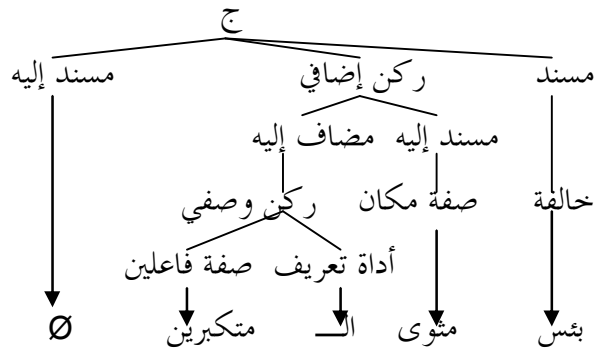 ج
مسند ركن إضافي مسند إليه
مسند إليه مضاف إليه
خالفة صفة مكان ركن وصفي
أداة تعريف صفة فاعلين
بئس مثوى الـــ متكبرين Ø